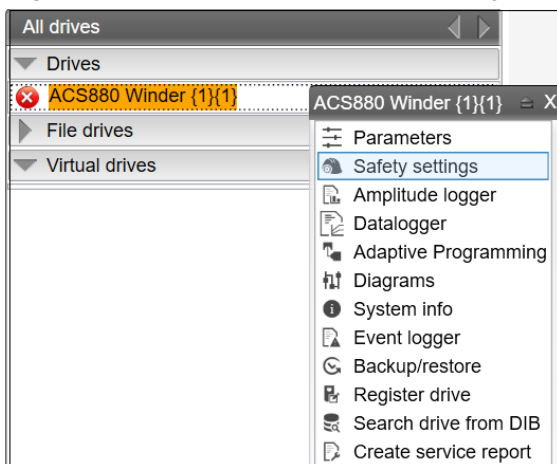 All drives
Drives
ACS880 Winder {1}{1}
File drives
Virtual drives
ACS880 Winder {1}{1} X
Parameters
Safety settings
Amplitude logger
Datalogger
Adaptive Programming
Diagrams
System info
Event logger
Backup/restore
Register drive
Search drive from DIB
Create service report